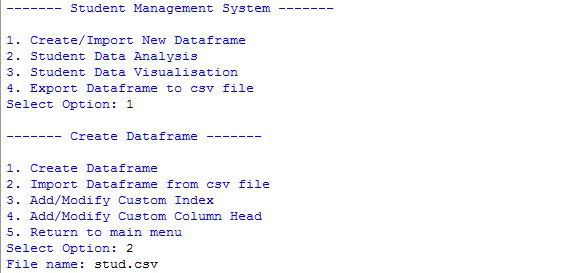 ------- Student Management System -------
1. Create/Import New Dataframe
2. Student Data Analysis
3. Student Data Visualisation
4. Export Dataframe to csv file
Select Option: 1
------- Create Dataframe -------
1. Create Dataframe
2. Import Dataframe from csv file
3. Add/Modify Custom Index
4. Add/Modify Custom Column Head
5. Return to main menu
Select Option: 2
File name: stud.csv